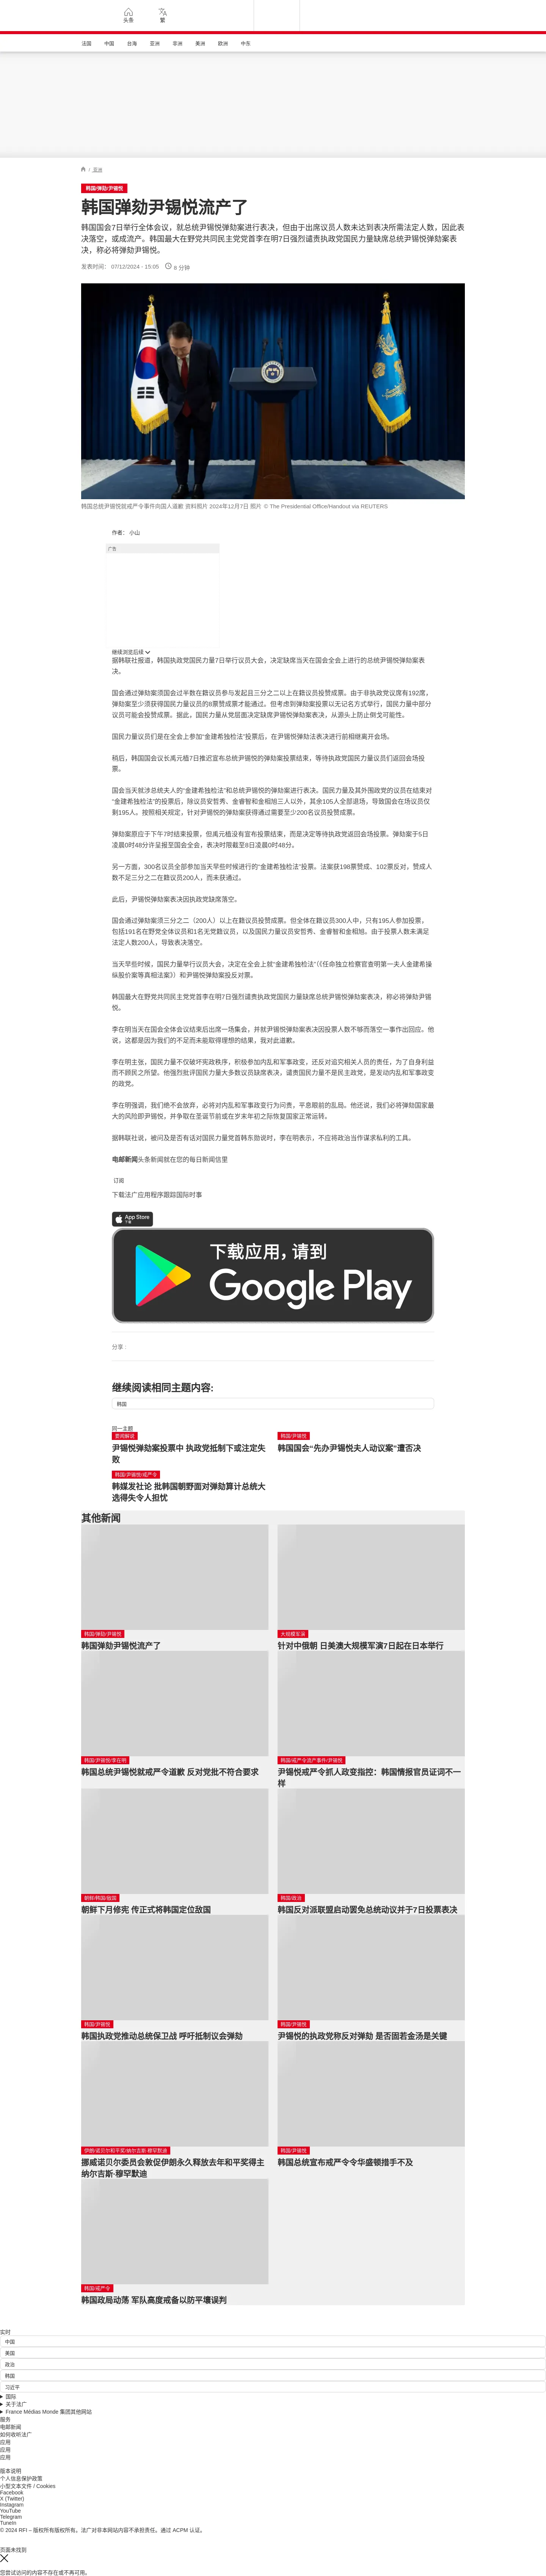 头条
繁
法国
中国
台海
亚洲
非洲
美洲
欧洲
中东
/ 亚洲
韩国/弹劾/尹锡悦
韩国弹劾尹锡悦流产了
韩国国会7日举行全体会议，就总统尹锡悦弹劾案进行表决，但由于出席议员人数未达到表决所需法定人数，因此表
决落空，或成流产。韩国最大在野党共同民主党党首李在明7日强烈谴责执政党国民力量缺席总统尹锡悦弹劾案表
决，称必将弹劾尹锡悦。
发表时间： 07/12/2024 - 15:05
6 分钟
韩国总统尹锡悦就戒严令事件向国人道歉 资料照片 2024年12月7日 照片 © The Presidential Office/Handout via REUTERS
作者： 小山
广告
继续浏览后续
据韩联社报道，韩国执政党国民力量7日举行议员大会，决定缺席当天在国会全会上进行的总统尹锡悦弹劾案表
决。
国会通过弹劾案须国会过半数在籍议员参与发起且三分之二以上在籍议员投赞成票。由于非执政党议席有192席，
弹劾案至少须获得国民力量议员的8票赞成票才能通过。但考虑到弹劾案投票以无记名方式举行，国民力量中部分
议员可能会投赞成票。据此，国民力量从党层面决定缺席尹锡悦弹劾案表决，从源头上防止倒戈可能性。
国民力量议员们是在全会上参加“金建希独检法”投票后，在尹锡悦弹劾法表决进行前相继离开会场。
稍后，韩国国会议长禹元植7日推迟宣布总统尹锡悦的弹劾案投票结束，等待执政党国民力量议员们返回会场投
票。
国会当天就涉总统夫人的“金建希独检法”和总统尹锡悦的弹劾案进行表决。国民力量及其外围政党的议员在结束对
“金建希独检法”的投票后，除议员安哲秀、金睿智和金相旭三人以外，其余105人全部退场，导致国会在场议员仅
剩195人。按照相关规定，针对尹锡悦的弹劾案获得通过需要至少200名议员投赞成票。
弹劾案原应于下午7时结束投票，但禹元植没有宣布投票结束，而是决定等待执政党返回会场投票。弹劾案于5日
凌晨0时48分许呈报至国会全会，表决时限截至8日凌晨0时48分。
另一方面，300名议员全部参加当天早些时候进行的“金建希独检法”投票。法案获198票赞成、102票反对，赞成人
数不足三分之二在籍议员200人，而未获通过。
此后，尹锡悦弹劾案表决因执政党缺席落空。
国会通过弹劾案须三分之二（200人）以上在籍议员投赞成票。但全体在籍议员300人中，只有195人参加投票，
包括191名在野党全体议员和1名无党籍议员，以及国民力量议员安哲秀、金睿智和金相旭。由于投票人数未满足
法定人数200人，导致表决落空。
当天早些时候，国民力量举行议员大会，决定在全会上就“金建希独检法”（《任命独立检察官查明第一夫人金建希操
纵股价案等真相法案》）和尹锡悦弹劾案投反对票。
韩国最大在野党共同民主党党首李在明7日强烈谴责执政党国民力量缺席总统尹锡悦弹劾案表决，称必将弹劾尹锡
悦。
李在明当天在国会全体会议结束后出席一场集会，并就尹锡悦弹劾案表决因投票人数不够而落空一事作出回应。他
说，这都是因为我们的不足而未能取得理想的结果，我对此道歉。
李在明主张，国民力量不仅破坏宪政秩序，积极参加内乱和军事政变，还反对追究相关人员的责任，为了自身利益
而不顾民之所望。他强烈批评国民力量大多数议员缺席表决，谴责国民力量不是民主政党，是发动内乱和军事政变
的政党。
李在明强调，我们绝不会放弃，必将对内乱和军事政变行为问责，平息眼前的乱局。他还说，我们必将弹劾国家最
大的风险即尹锡悦，并争取在圣诞节前或在岁末年初之际恢复国家正常运转。
据韩联社说，被问及是否有话对国民力量党首韩东勋说时，李在明表示，不应将政治当作谋求私利的工具。
电邮新闻头条新闻就在您的每日新闻信里
订阅
下载法广应用程序跟踪国际时事
App Store
下载
下载应用，请到
Google Play
分享 :
继续阅读相同主题内容:
韩国
同一主题
要闻解说
尹锡悦弹劾案投票中 执政党抵制下或注定失
败
韩国/尹锡悦
韩国国会“先办尹锡悦夫人动议案”遭否决
韩国/尹锡悦/戒严令
韩媒发社论 批韩国朝野面对弹劾算计总统大
选得失令人担忧
其他新闻
韩国/弹劾/尹锡悦
韩国弹劾尹锡悦流产了
大规模军演
针对中俄朝 日美澳大规模军演7日起在日本举行
韩国/尹锡悦/李在明
韩国总统尹锡悦就戒严令道歉 反对党批不符合要求
韩国/戒严令流产事件/尹锡悦
尹锡悦戒严令抓人政变指控：韩国情报官员证词不一
样
朝鲜/韩国/敌国
朝鲜下月修宪 传正式将韩国定位敌国
韩国/政治
韩国反对派联盟启动罢免总统动议并于7日投票表决
韩国/尹锡悦
韩国执政党推动总统保卫战 呼吁抵制议会弹劾
韩国/尹锡悦
尹锡悦的执政党称反对弹劾 是否固若金汤是关键
伊朗/诺贝尔和平奖/纳尔吉斯·穆罕默迪
挪威诺贝尔委员会敦促伊朗永久释放去年和平奖得主
纳尔吉斯·穆罕默迪
韩国/尹锡悦
韩国总统宣布戒严令令华盛顿措手不及
韩国/戒严令
韩国政局动荡 军队高度戒备以防平壤误判
实时
中国
美国
政治
韩国
习近平
国际
关于法广
France Médias Monde 集团其他网站
服务
电邮新闻
如何收听法广
应用
应用
应用
版本说明
个人信息保护政策
小型文本文件 / Cookies
Facebook
X (Twitter)
Instagram
YouTube
Telegram
TuneIn
© 2024 RFI – 版权所有版权所有。法广对非本网站内容不承担责任。通过 ACPM 认证。
页面未找到
您尝试访问的内容不存在或不再可用。